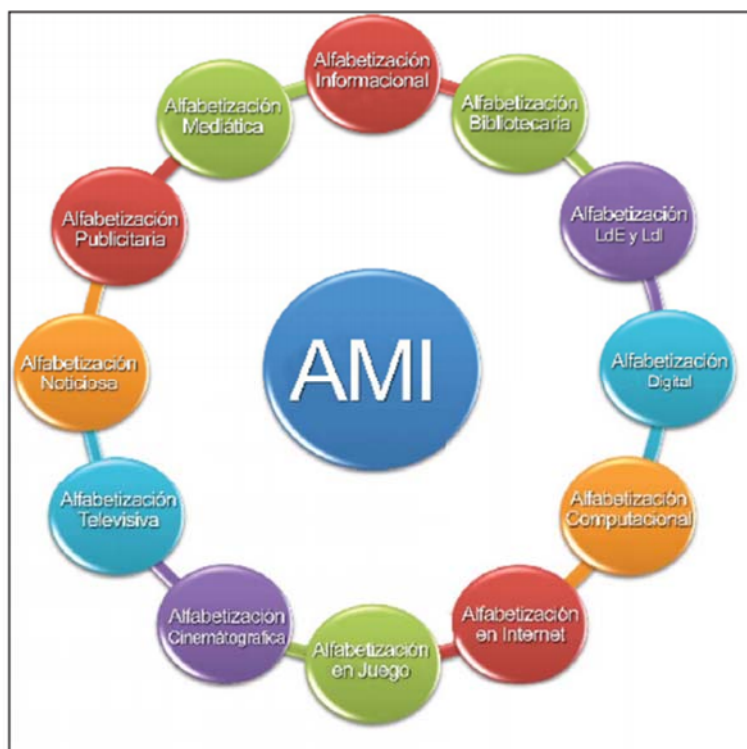 Alfabetización
Informacional
Alfabetización
Bibliotecaria
Alfabetización
LdE y LdI
Alfabetización
Digital
Alfabetización
Computacional
Alfabetización
en Internet
Alfabetización
en Juego
Alfabetización
Cinemátografica
Alfabetización
Televisiva
Alfabetización
Noticiosa
Alfabetización
Publicitaria
Alfabetización
Mediática
AMI